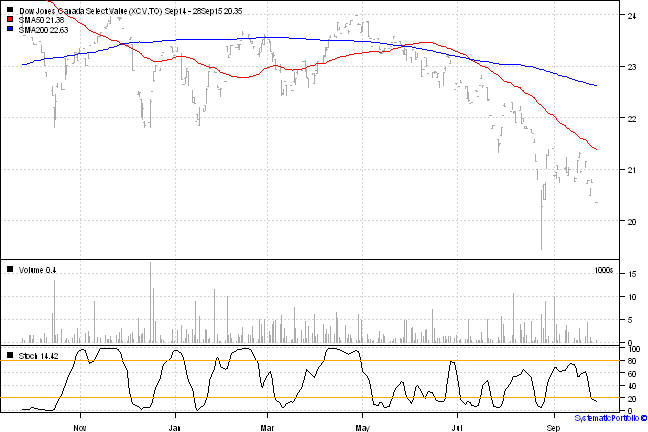 Dow Jones Canada Select Value (XCV.TO) Sep14 - 28Sep15 20.35
SMA50 21.38
SMA200 22.63
24
23
22
21
20
Volume 0.4
1000s
15
10
5
0
Stoch 14.42
100
80
60
40
20
0
Nov Jan Mar May Jul Sep
SystematicPortfolio ©